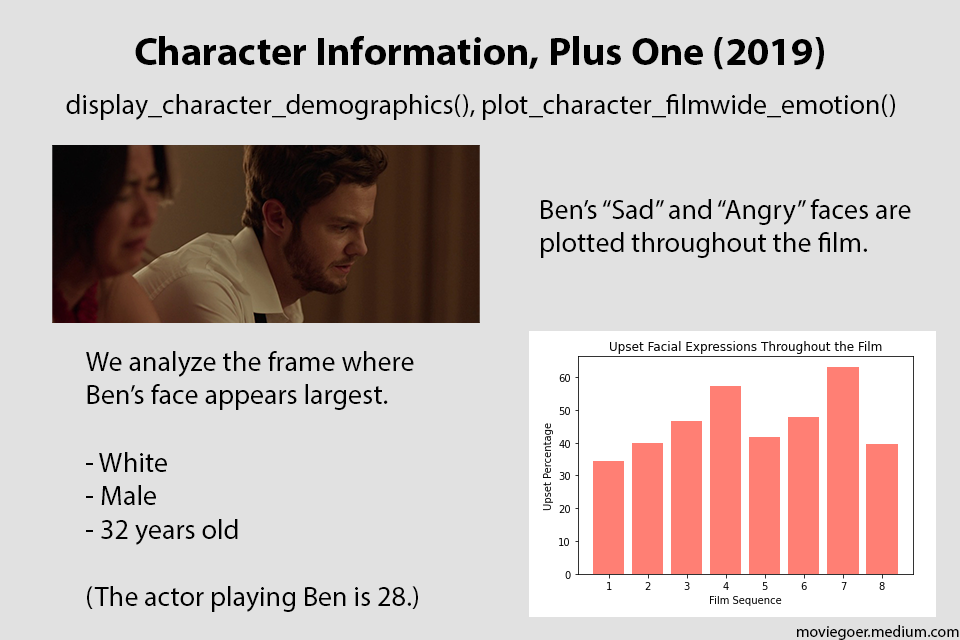 Character Information, Plus One (2019)
display_character_demographics(), plot_character_filmwide_emotion()
Ben’s “Sad” and “Angry” faces are
plotted throughout the film.
We analyze the frame where
Ben’s face appears largest.
- White
- Male
- 32 years old
(The actor playing Ben is 28.)
Upset Facial Expressions Throughout the Film
Upset Percentage
60
50
40
30
20
10
0
1 2 3 4 5 6 7 8
Film Sequence
moviegoer.medium.com